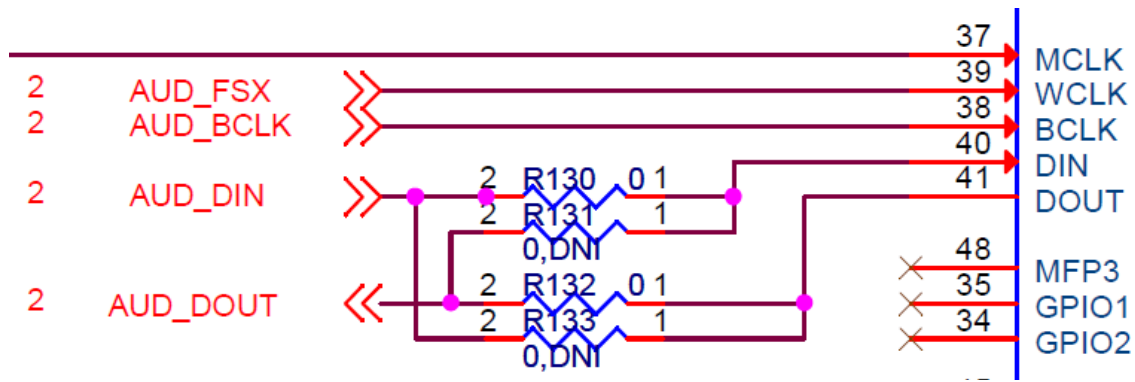 37 MCLK
2 AUD_FSX 39 WCLK
2 AUD_BCLK 38 BCLK
40 DIN
2 AUD_DIN 2 R130 0 1 41 DOUT
2 R131 1
0,DNI
48 MFP3
2 AUD_DOUT 2 R132 0 1 35 GPIO1
2 R133 1 34 GPIO2
0,DNI